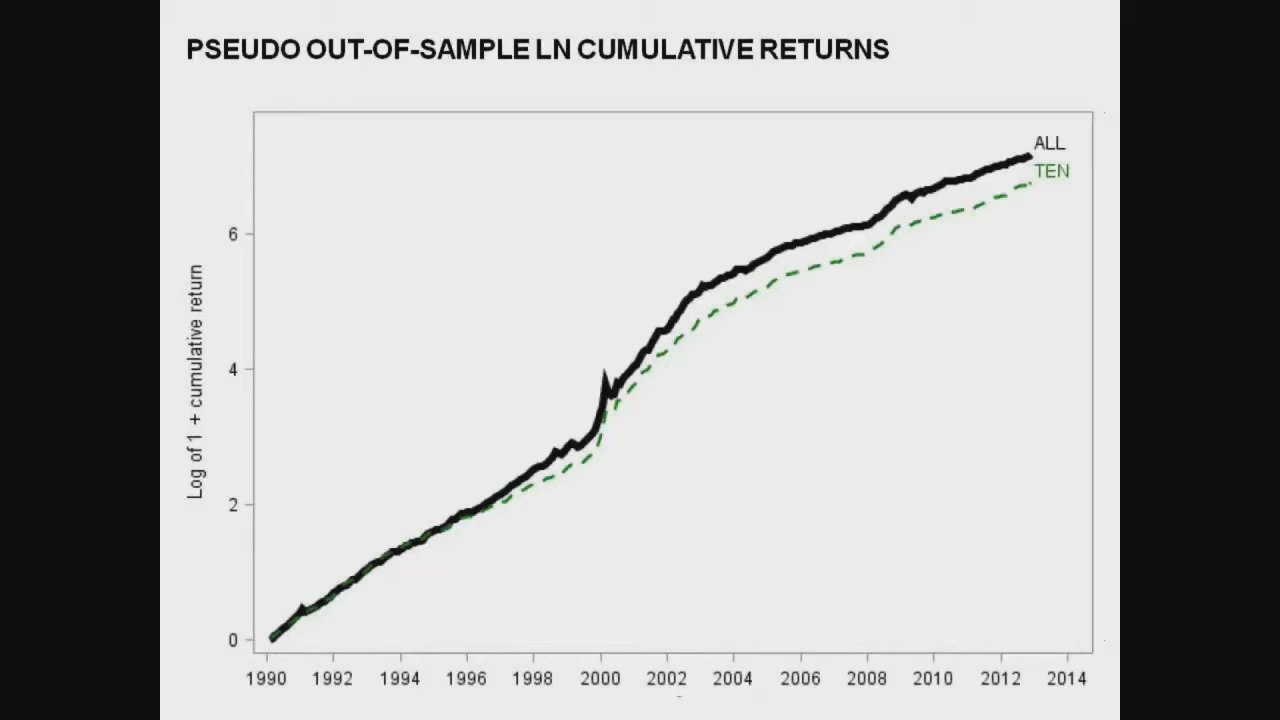 PSEUDO OUT-OF-SAMPLE LN CUMULATIVE RETURNS
ALL
TEN
6
4
2
0
Log of 1 + cumulative return
1990 1992 1994 1996 1998 2000 2002 2004 2006 2008 2010 2012 2014